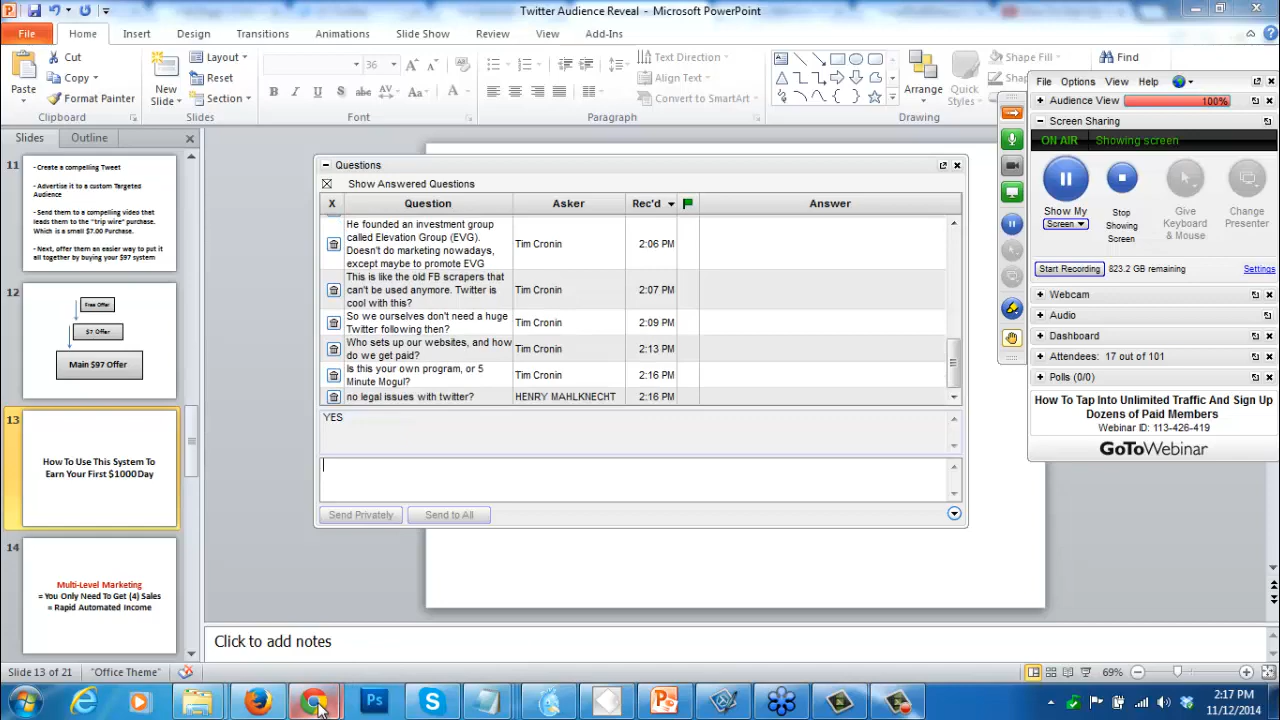 Twitter Audience Reveal - Microsoft PowerPoint
File Home Insert Design Transitions Animations Slide Show Review View Add-Ins
Paste
Cut
Copy
Format Painter
Clipboard
New
Slide
Layout
Reset
Section
Slides
36
B I U S abc AV Aa A
Font
Paragraph
Text Direction
Align Text
Convert to SmartArt
Arrange
Quick
Styles
Drawing
Shape Fill
Find
Slides Outline
11
- Create a compelling Tweet
- Advertise it to a custom Targeted
Audience
- Send them to a compelling video that
leads them to the "trip wire" purchase.
Which is a small $7.00 Purchase.
- Next, offer them an easier way to put it
all together by buying your $97 system
12
Free Offer
$7 Offer
Main $97 Offer
13
How To Use This System To
Earn Your First $1000 Day
14
Multi-Level Marketing
= You Only Need To Get (4) Sales
= Rapid Automated Income
Questions
Show Answered Questions
X Question Asker Rec'd Answer
He founded an investment group
called Elevation Group (EVG).
Doesn't do marketing nowadays,
except maybe to promote EVG
Tim Cronin 2:06 PM
This is like the old FB scrapers that
can't be used anymore. Twitter is
cool with this?
Tim Cronin 2:07 PM
So we ourselves don't need a huge
Twitter following then?
Tim Cronin 2:09 PM
Who sets up our websites, and how
do we get paid?
Tim Cronin 2:13 PM
Is this your own program, or 5
Minute Mogul?
Tim Cronin 2:16 PM
no legal issues with twitter? HENRY MAHLKNECHT 2:16 PM
YES
Send Privately Send to All
File Options View Help
Audience View 100%
Screen Sharing
ON AIR Showing screen
Show My
Screen
Stop
Showing
Screen
Give
Keyboard
& Mouse
Change
Presenter
Start Recording 823.2 GB remaining Settings
Webcam
Audio
Dashboard
Attendees: 17 out of 101
Polls (0/0)
How To Tap Into Unlimited Traffic And Sign Up
Dozens of Paid Members
Webinar ID: 113-426-419
GoToWebinar
Click to add notes
Slide 13 of 21 "Office Theme" 69%
Ps
2:17 PM
11/12/2014